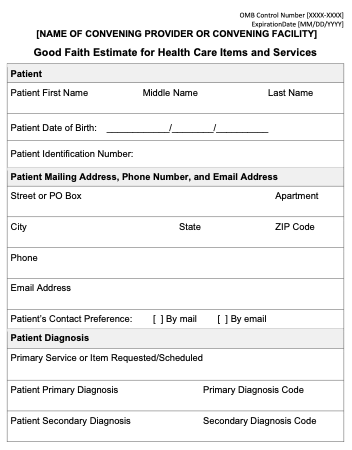 OMB Control Number [XXXX-XXXX]
ExpirationDate [MM/DD/YYYY]
[NAME OF CONVENING PROVIDER OR CONVENING FACILITY]
Good Faith Estimate for Health Care Items and Services
Patient
Patient First Name Middle Name Last Name
Patient Date of Birth: ____________/________/__________
Patient Identification Number:
Patient Mailing Address, Phone Number, and Email Address
Street or PO Box Apartment
City State ZIP Code
Phone
Email Address
Patient's Contact Preference: [ ] By mail [ ] By email
Patient Diagnosis
Primary Service or Item Requested/Scheduled
Patient Primary Diagnosis Primary Diagnosis Code
Patient Secondary Diagnosis Secondary Diagnosis Code